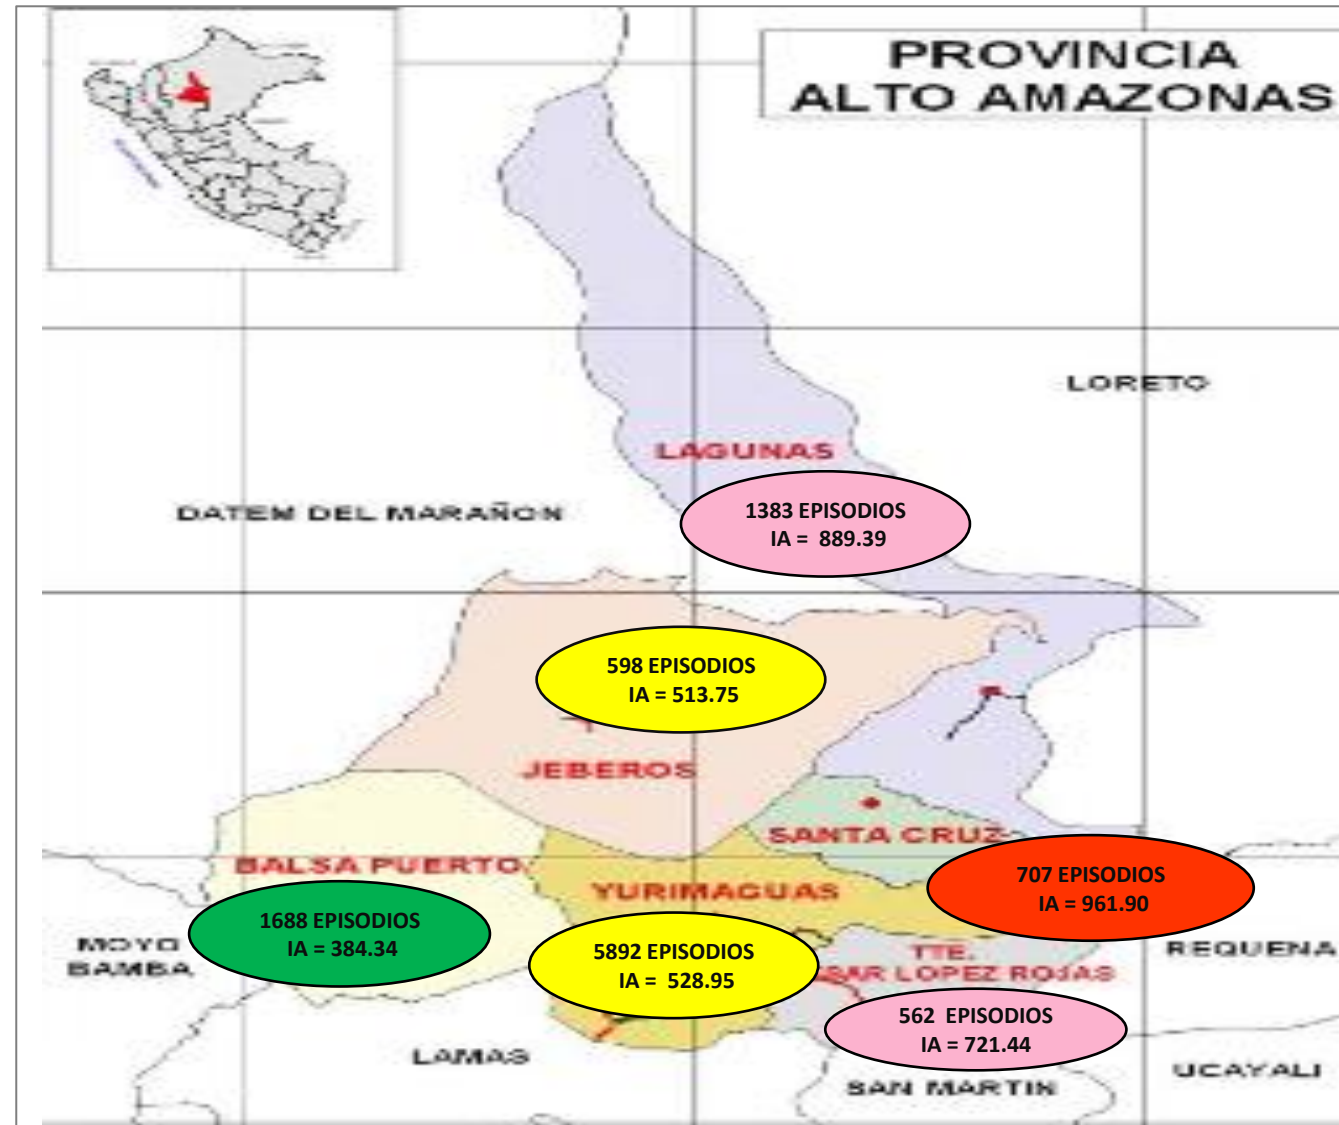 PROVINCIA
ALTO AMAZONAS
LORETO
LAGUNAS
1383 EPISODIOS
IA = 889.39
DATEM DEL MARAÑON
598 EPISODIOS
IA = 513.75
JEBEROS
SANTA CRUZ
BALSA PUERTO
YURIMAGUAS
707 EPISODIOS
IA = 961.90
1688 EPISODIOS
IA = 384.34
5892 EPISODIOS
IA = 528.95
MOYO
BAMBA
TTE.
SAR LOPEZ ROJAS
REQUENA
562 EPISODIOS
IA = 721.44
LAMAS
SAN MARTIN
UCAYALI